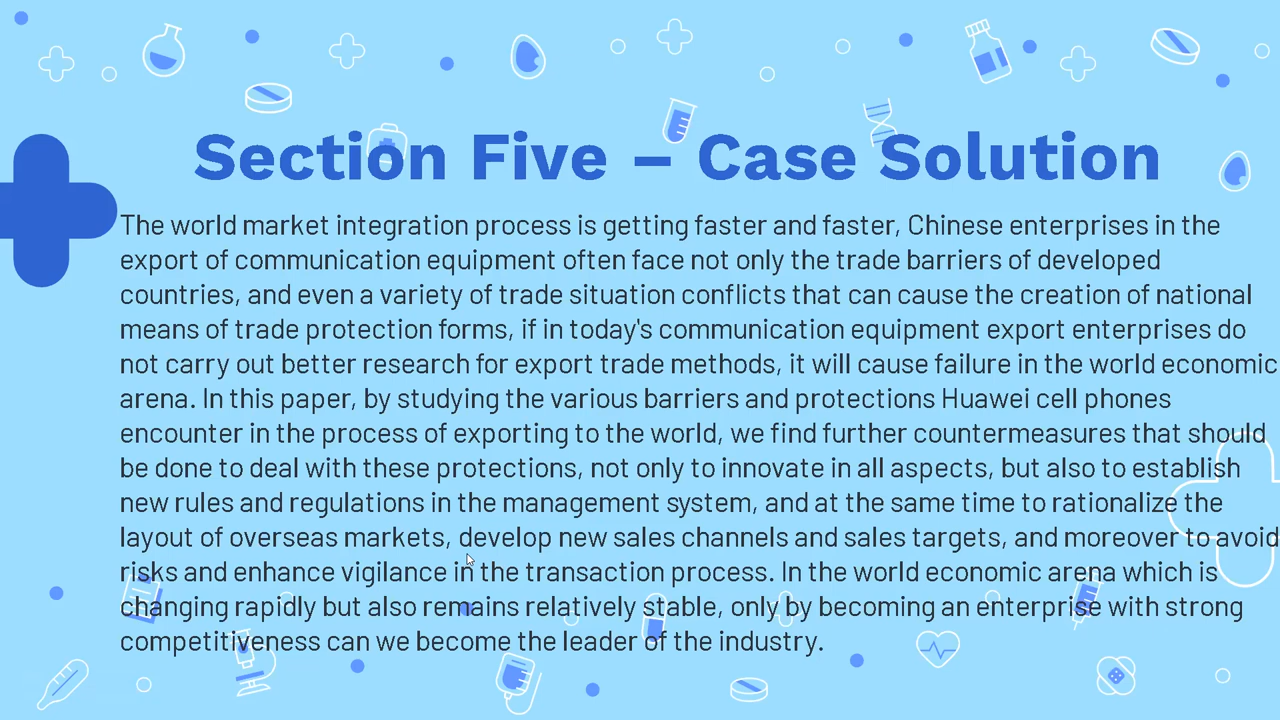 Section Five – Case Solution
The world market integration process is getting faster and faster, Chinese enterprises in the
export of communication equipment often face not only the trade barriers of developed
countries, and even a variety of trade situation conflicts that can cause the creation of national
means of trade protection forms, if in today's communication equipment export enterprises do
not carry out better research for export trade methods, it will cause failure in the world economic
arena. In this paper, by studying the various barriers and protections Huawei cell phones
encounter in the process of exporting to the world, we find further countermeasures that should
be done to deal with these protections, not only to innovate in all aspects, but also to establish
new rules and regulations in the management system, and at the same time to rationalize the
layout of overseas markets, develop new sales channels and sales targets, and moreover to avoid
risks and enhance vigilance in the transaction process. In the world economic arena which is
changing rapidly but also remains relatively stable, only by becoming an enterprise with strong
competitiveness can we become the leader of the industry.